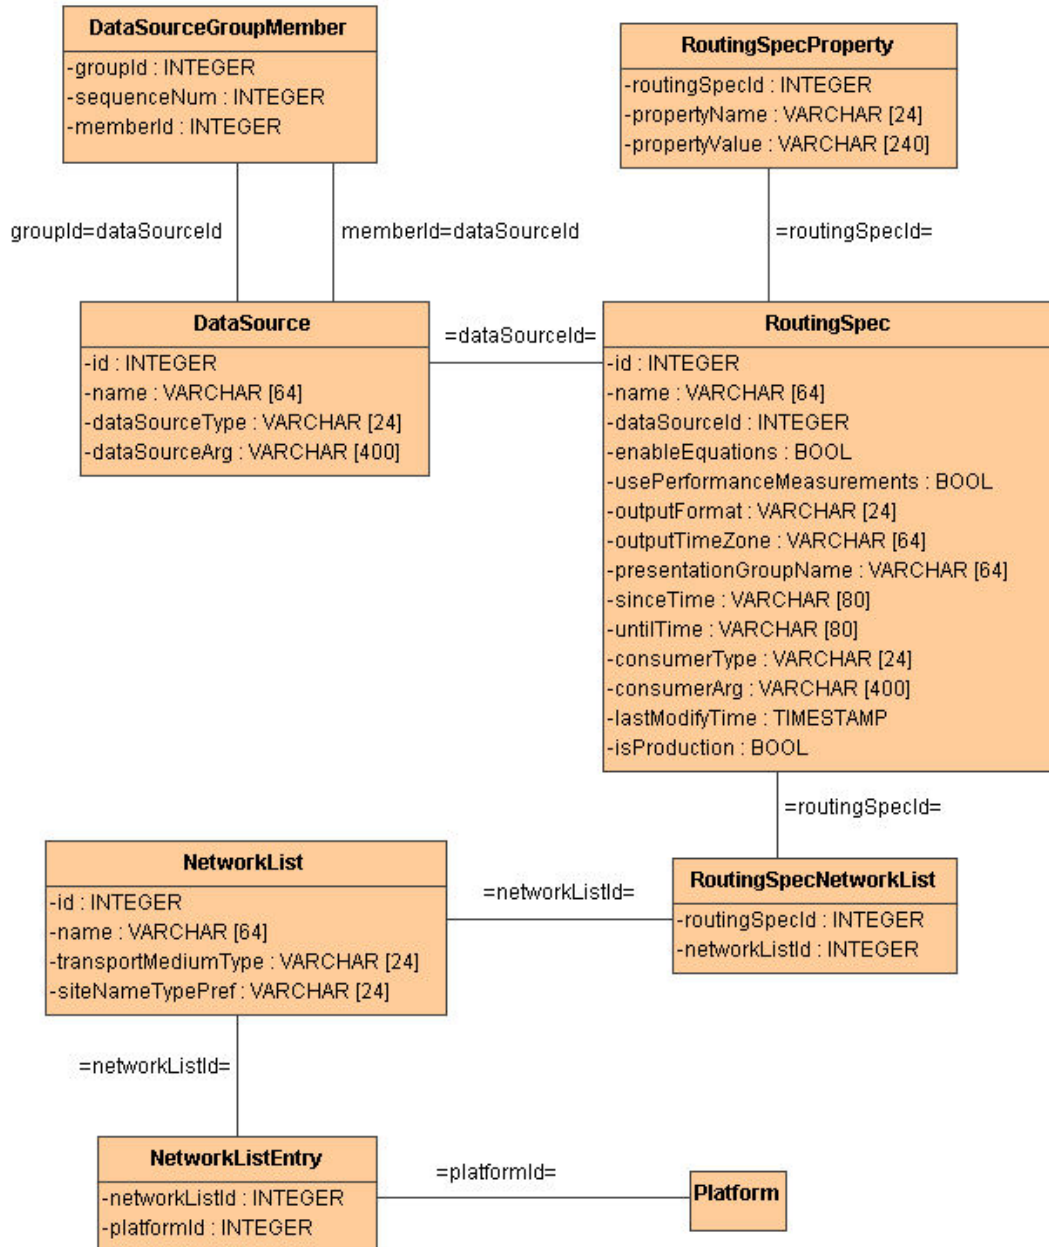 DataSourceGroupMember
-groupId : INTEGER
-sequenceNum : INTEGER
-memberId : INTEGER
RoutingSpecProperty
-routingSpecId : INTEGER
-propertyName : VARCHAR [24]
-propertyValue : VARCHAR [240]
groupId=dataSourceId
memberId=dataSourceId
=routingSpecId=
DataSource
-id : INTEGER
-name : VARCHAR [64]
-dataSourceType : VARCHAR [24]
-dataSourceArg : VARCHAR [400]
=dataSourceId=
RoutingSpec
-id : INTEGER
-name : VARCHAR [64]
-dataSourceId : INTEGER
-enableEquations : BOOL
-usePerformanceMeasurements : BOOL
-outputFormat : VARCHAR [24]
-outputTimeZone : VARCHAR [64]
-presentationGroupName : VARCHAR [64]
-sinceTime : VARCHAR [80]
-untilTime : VARCHAR [80]
-consumerType : VARCHAR [24]
-consumerArg : VARCHAR [400]
-lastModifyTime : TIMESTAMP
-isProduction : BOOL
=routingSpecId=
NetworkList
-id : INTEGER
-name : VARCHAR [64]
-transportMediumType : VARCHAR [24]
-siteNameTypePref : VARCHAR [24]
=networkListId=
RoutingSpecNetworkList
-routingSpecId : INTEGER
-networkListId : INTEGER
=networkListId=
NetworkListEntry
-networkListId : INTEGER
-platformId : INTEGER
=platformId=
Platform